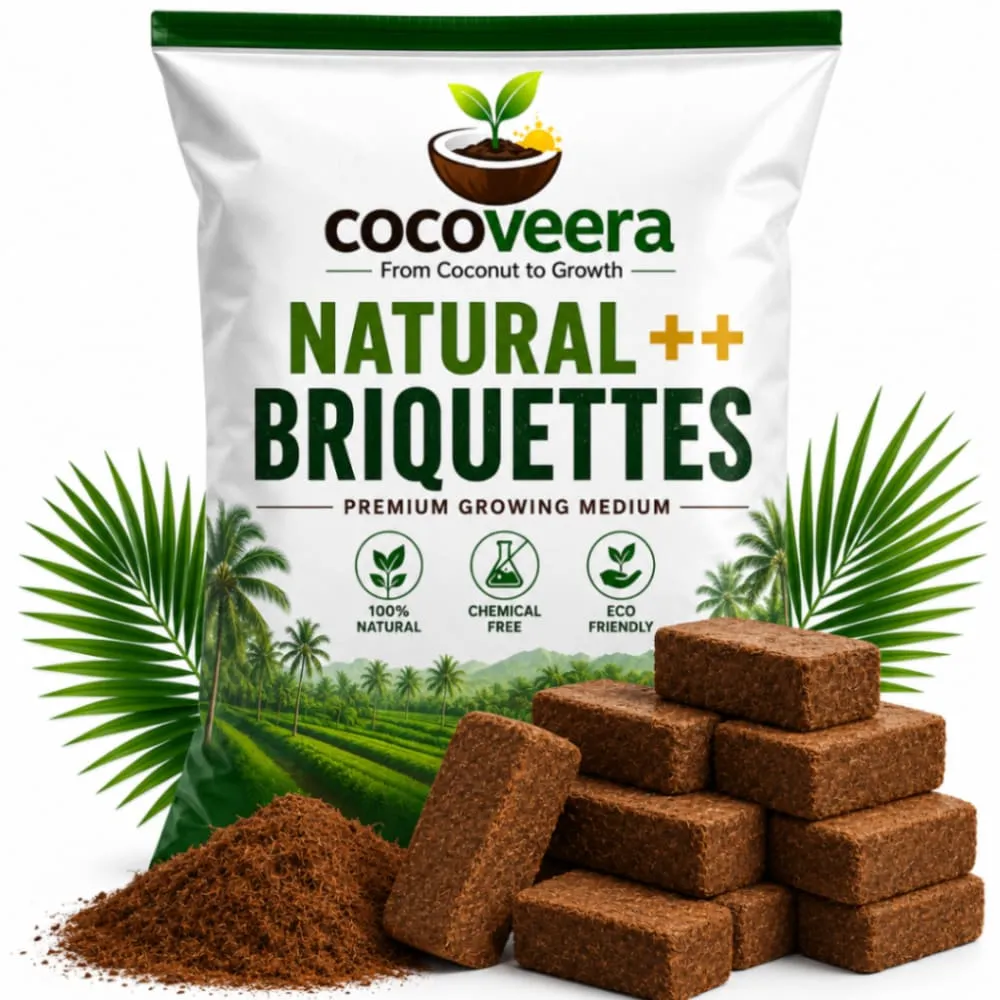 cocoveera
From Coconut to Growth
NATURAL ++
BRIQUETTES
PREMIUM GROWING MEDIUM
100%
NATURAL
CHEMICAL
FREE
ECO
FRIENDLY